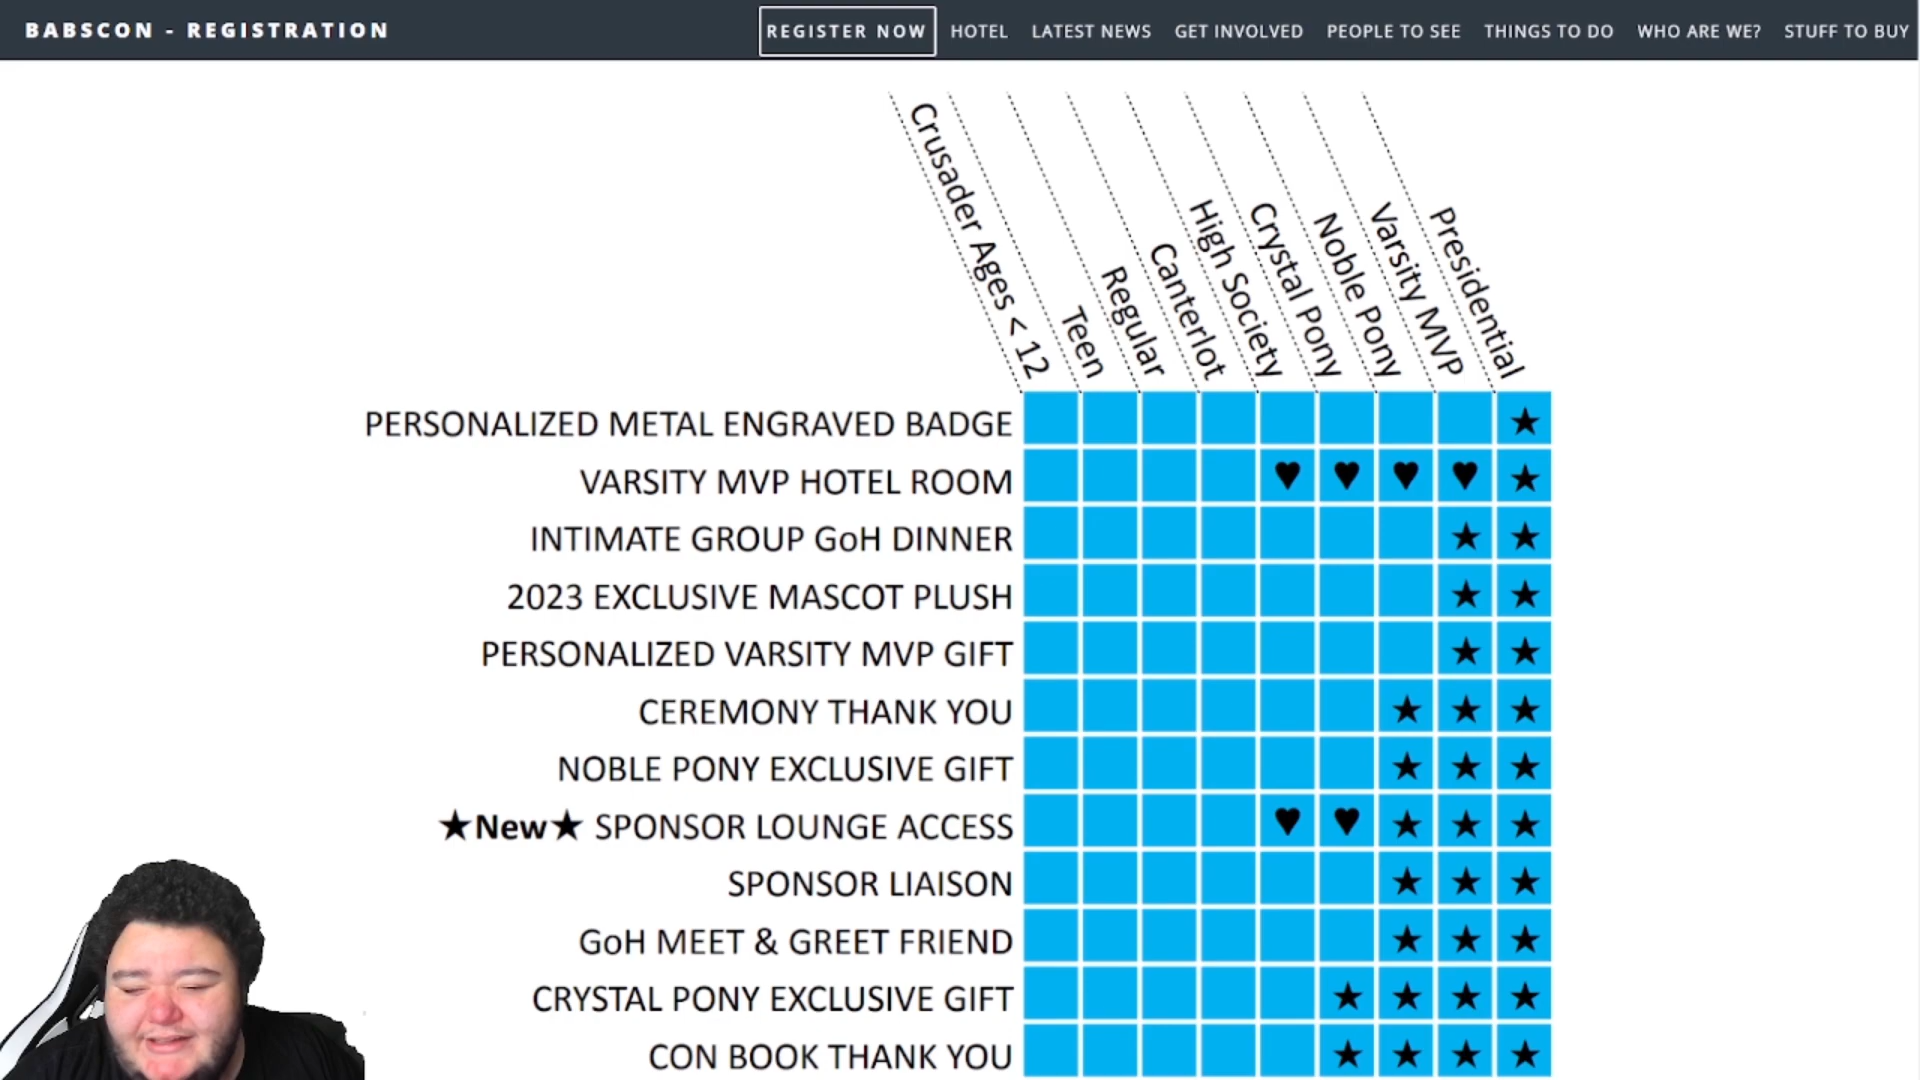 BABSCON - REGISTRATION
REGISTER NOW HOTEL LATEST NEWS GET INVOLVED PEOPLE TO SEE THINGS TO DO WHO ARE WE? STUFF TO BUY
Crusader Ages < 12
Teen
Regular
Canterlot
High Society
Crystal Pony
Noble Pony
Varsity MVP
Presidential
PERSONALIZED METAL ENGRAVED BADGE ★
VARSITY MVP HOTEL ROOM ♥ ♥ ♥ ♥ ★
INTIMATE GROUP GoH DINNER ★ ★
2023 EXCLUSIVE MASCOT PLUSH ★ ★
PERSONALIZED VARSITY MVP GIFT ★ ★
CEREMONY THANK YOU ★ ★ ★
NOBLE PONY EXCLUSIVE GIFT ★ ★ ★
★New★ SPONSOR LOUNGE ACCESS ♥ ♥ ★ ★ ★
SPONSOR LIAISON ★ ★ ★
GoH MEET & GREET FRIEND ★ ★ ★
CRYSTAL PONY EXCLUSIVE GIFT ★ ★ ★ ★
CON BOOK THANK YOU ★ ★ ★ ★